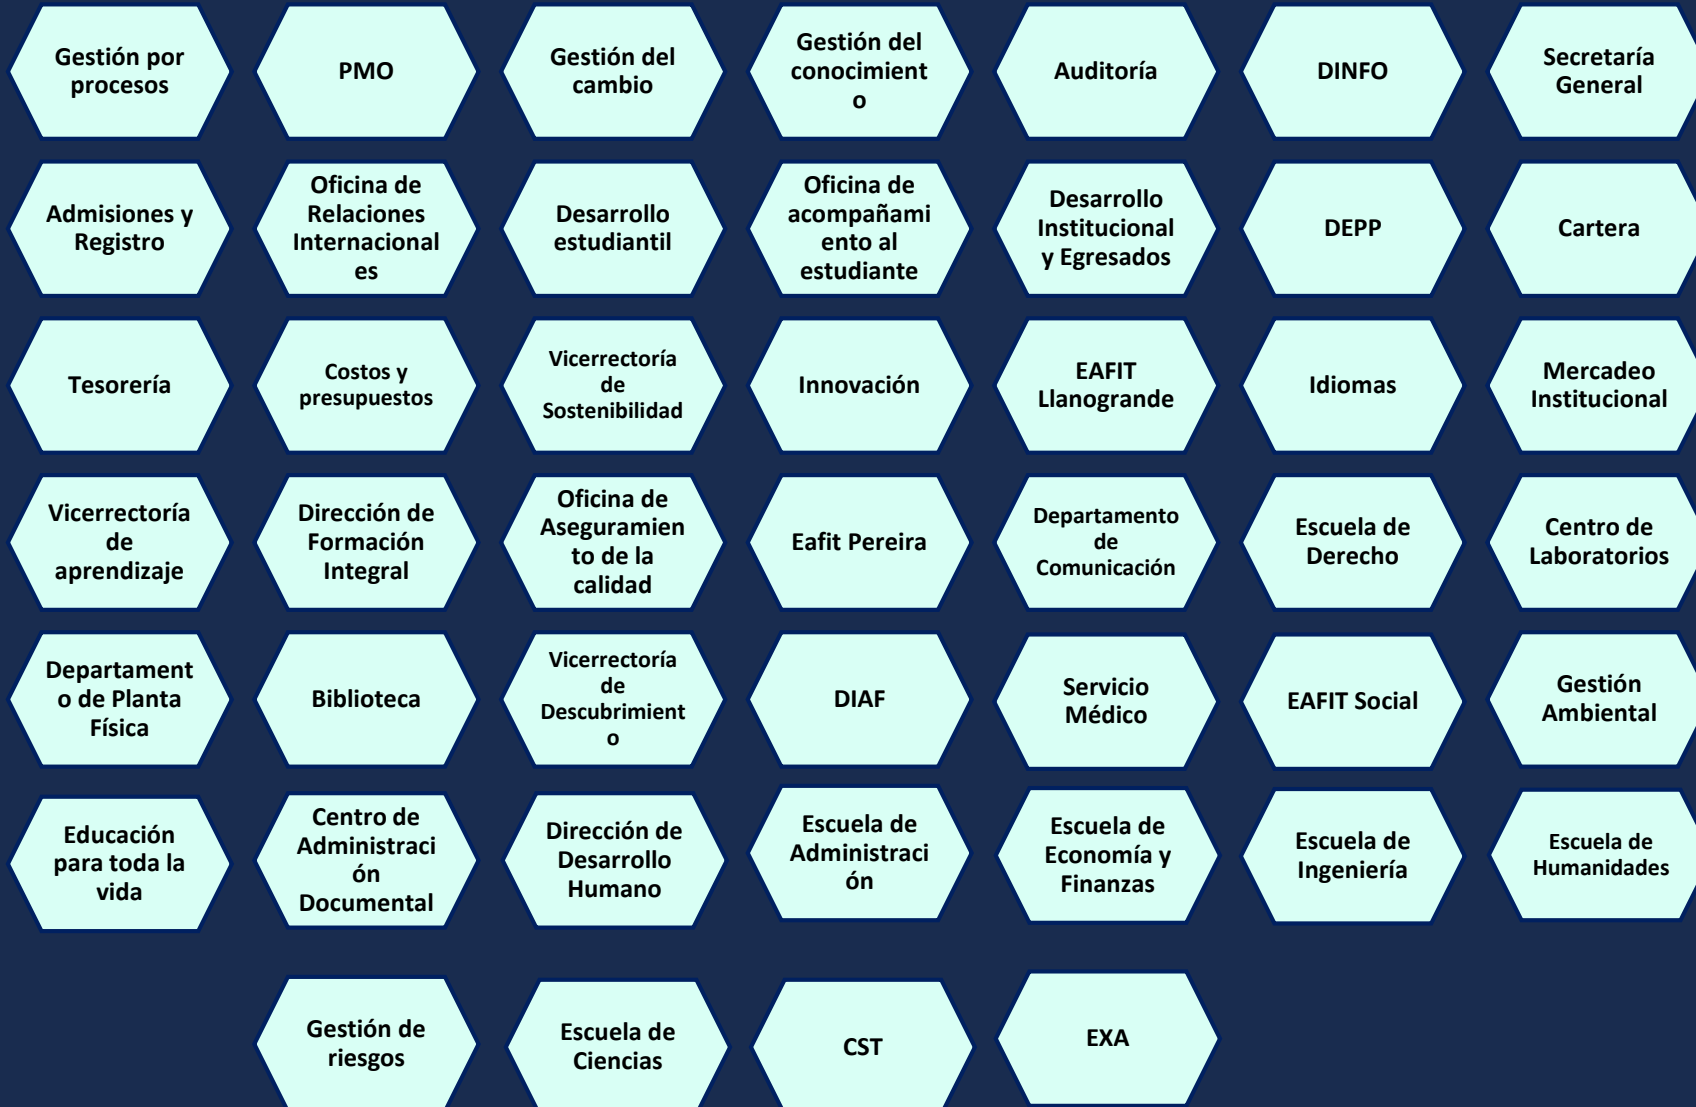 Gestión por
procesos
PMO
Gestión del
cambio
Gestión del
conocimient
o
Auditoría
DINFO
Secretaría
General
Admisiones y
Registro
Oficina de
Relaciones
Internacional
es
Desarrollo
estudiantil
Oficina de
acompañami
ento al
estudiante
Desarrollo
Institucional
y Egresados
DEPP
Cartera
Tesorería
Costos y
presupuestos
Vicerrectoría
de
Sostenibilidad
Innovación
EAFIT
Llanogrande
Idiomas
Mercadeo
Institucional
Vicerrectoría
de
aprendizaje
Dirección de
Formación
Integral
Oficina de
Aseguramien
to de la
calidad
Eafit Pereira
Departamento
de
Comunicación
Escuela de
Derecho
Centro de
Laboratorios
Departament
o de Planta
Física
Biblioteca
Vicerrectoría
de
Descubrimient
o
DIAF
Servicio
Médico
EAFIT Social
Gestión
Ambiental
Educación
para toda la
vida
Centro de
Administraci
ón
Documental
Dirección de
Desarrollo
Humano
Escuela de
Administraci
ón
Escuela de
Economía y
Finanzas
Escuela de
Ingeniería
Escuela de
Humanidades
Gestión de
riesgos
Escuela de
Ciencias
CST
EXA